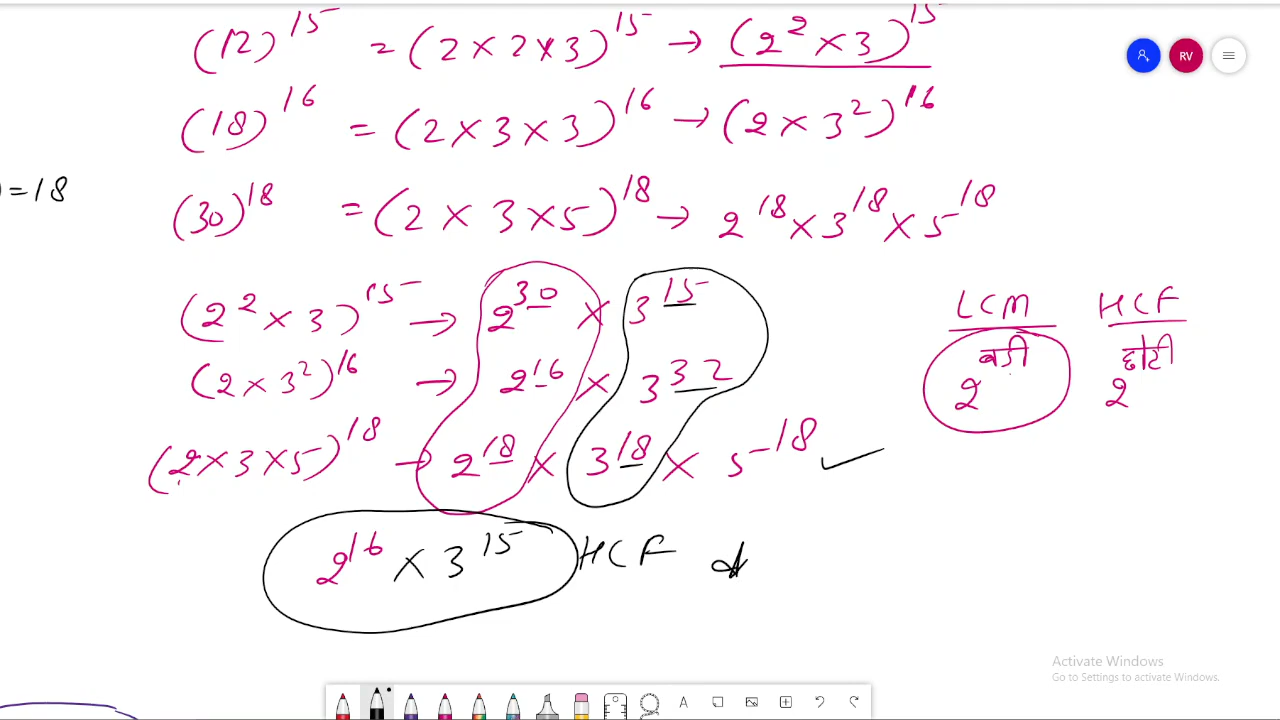 (12)^15 = (2×2×3)^15 → (2^2×3)^15
RV
(18)^16 = (2×3×3)^16 → (2×3^2)^16
)=18
(30)^18 = (2×3×5)^18 → 2^18×3^18×5^18
(2^2×3)^15 → 2^30 × 3^15
(2×3^2)^16 → 2^16 × 3^32
(2×3×5)^18 → 2^18 × 3^18 × 5^18
LCM HCF
बड़ी छोटी
2 2
2^16 × 3^15 HCF
Activate Windows
Go to Settings to activate Windows.
A